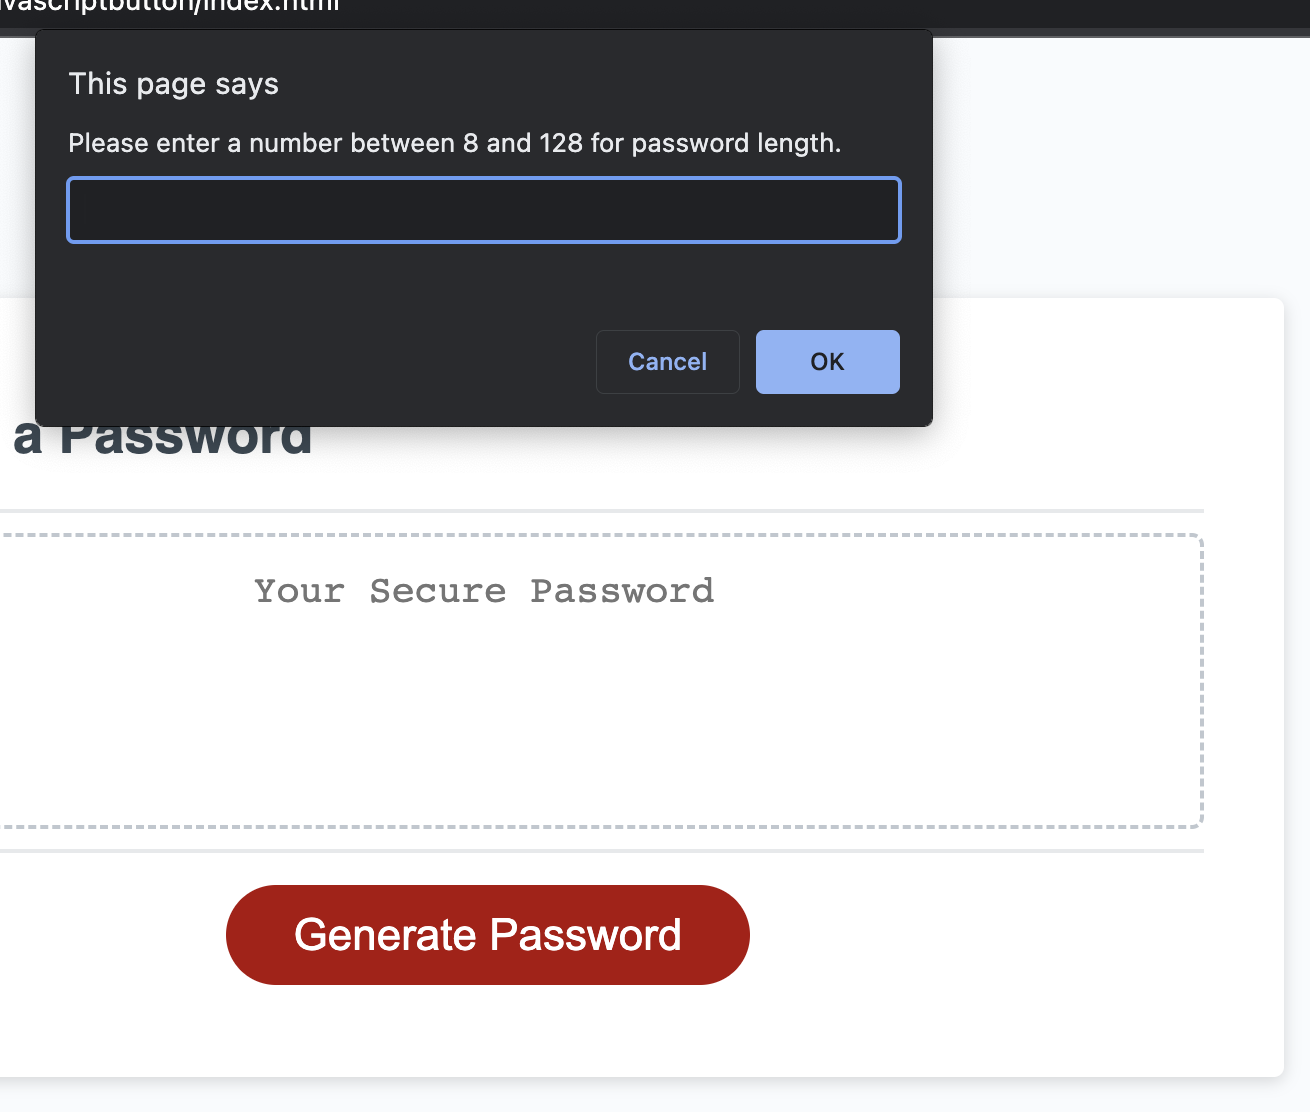 vascriptbutton/index.html
This page says
Please enter a number between 8 and 128 for password length.
Cancel
OK
a Password
Your Secure Password
Generate Password